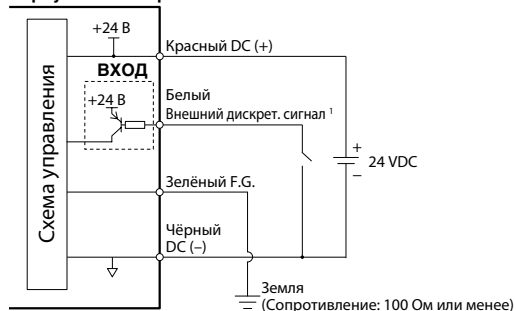 +24 В
Красный DC (+)
ВХОД
+24 В
Белый
Внешний дискрет. сигнал ¹
Схема управления
+
24 VDC
–
Зелёный F.G.
Чёрный
DC (–)
Земля
(Сопротивление: 100 Ом или менее)